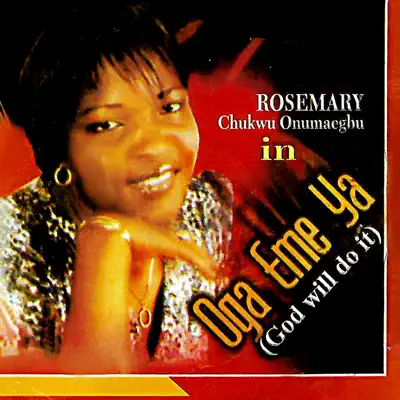 ROSEMARY
Chukwu Onumaegbu
in
Oga Eme Ya
(God will do it)